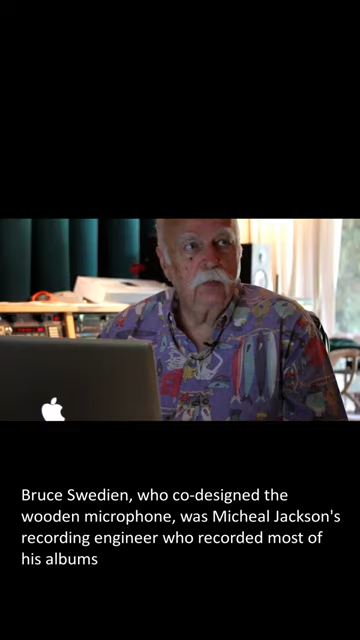 Bruce Swedien, who co-designed the
wooden microphone, was Micheal Jackson's
recording engineer who recorded most of
his albums